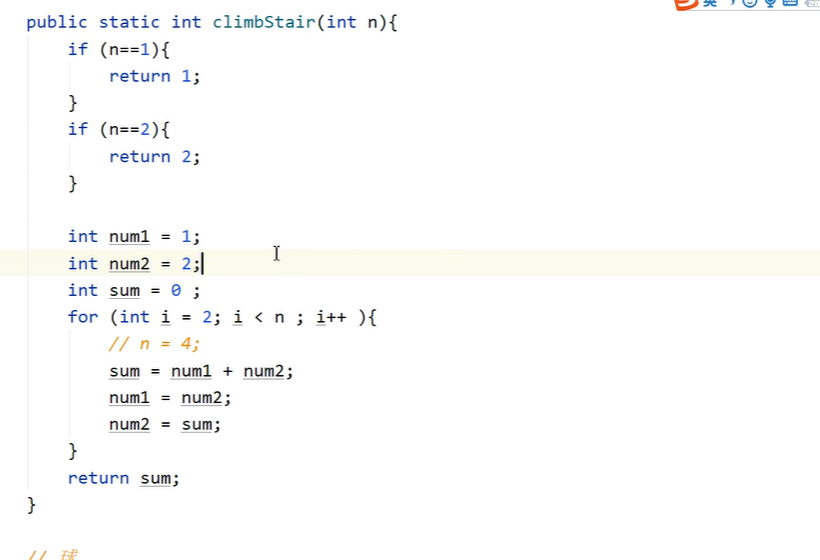 英
public static int climbStair(int n){
if (n==1){
return 1;
}
if (n==2){
return 2;
}
int num1 = 1;
int num2 = 2;
int sum = 0 ;
for (int i = 2; i < n ; i++ ){
// n = 4;
sum = num1 + num2;
num1 = num2;
num2 = sum;
}
return sum;
}
// 球